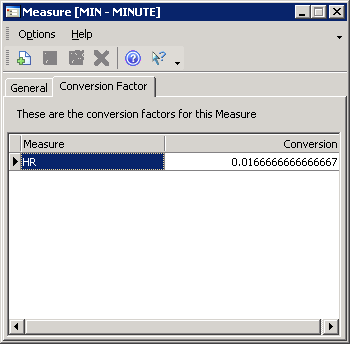 Measure [MIN - MINUTE]
Options Help
General Conversion Factor
These are the conversion factors for this Measure
Measure Conversion
HR 0.0166666666666667